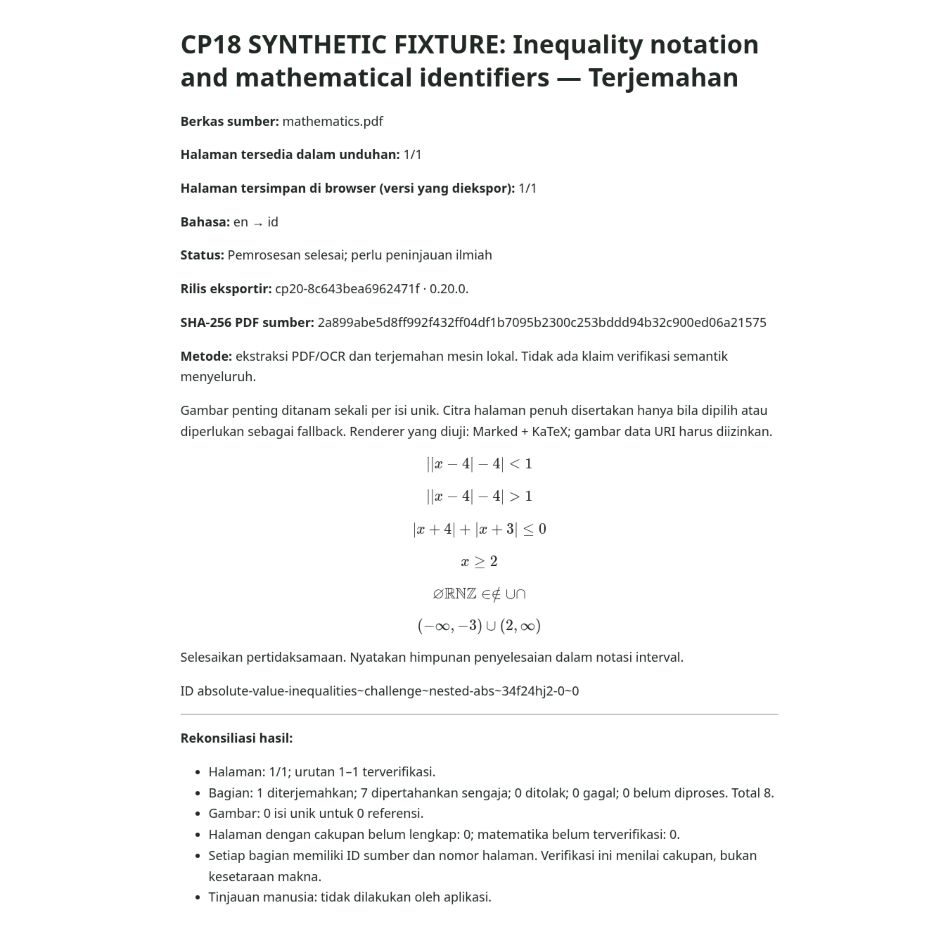 CP18 SYNTHETIC FIXTURE: Inequality notation
and mathematical identifiers — Terjemahan
Berkas sumber: mathematics.pdf
Halaman tersedia dalam unduhan: 1/1
Halaman tersimpan di browser (versi yang diekspor): 1/1
Bahasa: en → id
Status: Pemrosesan selesai; perlu peninjauan ilmiah
Rilis eksportir: cp20-8c643bea6962471f · 0.20.0.
SHA-256 PDF sumber: 2a899abe5d8ff992f432ff04df1b7095b2300c253bddd94b32c900ed06a21575
Metode: ekstraksi PDF/OCR dan terjemahan mesin lokal. Tidak ada klaim verifikasi semantik
menyeluruh.
Gambar penting ditanam sekali per isi unik. Citra halaman penuh disertakan hanya bila dipilih atau
diperlukan sebagai fallback. Renderer yang diuji: Marked + KaTeX; gambar data URI harus diizinkan.
||x − 4| − 4| < 1
||x − 4| − 4| > 1
|x + 4| + |x + 3| ≤ 0
x ≥ 2
∅ℝℕℤ ∈∉ ∪∩
(−∞, −3) ∪ (2, ∞)
Selesaikan pertidaksamaan. Nyatakan himpunan penyelesaian dalam notasi interval.
ID absolute-value-inequalities~challenge~nested-abs~34f24hj2-0~0
Rekonsiliasi hasil:
• Halaman: 1/1; urutan 1–1 terverifikasi.
• Bagian: 1 diterjemahkan; 7 dipertahankan sengaja; 0 ditolak; 0 gagal; 0 belum diproses. Total 8.
• Gambar: 0 isi unik untuk 0 referensi.
• Halaman dengan cakupan belum lengkap: 0; matematika belum terverifikasi: 0.
• Setiap bagian memiliki ID sumber dan nomor halaman. Verifikasi ini menilai cakupan, bukan
kesetaraan makna.
• Tinjauan manusia: tidak dilakukan oleh aplikasi.